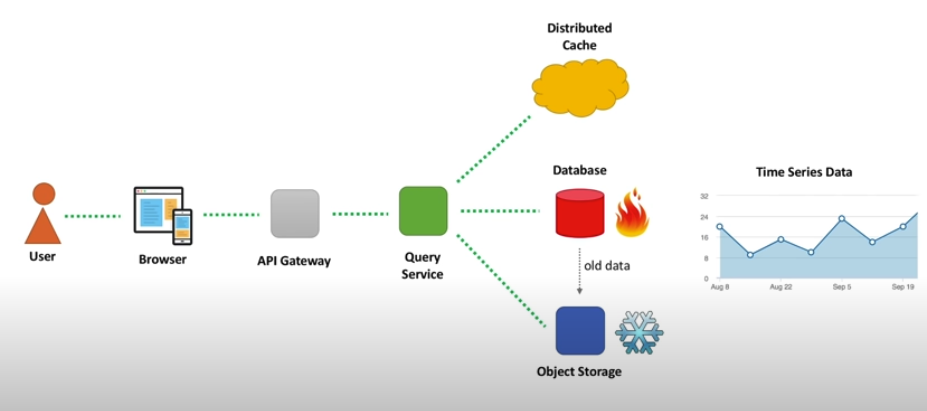 Distributed
Cache
Database
Time Series Data
32
24
16
8
0
Aug 8
Aug 22
Sep 5
Sep 19
User
Browser
API Gateway
Query
Service
old data
Object Storage